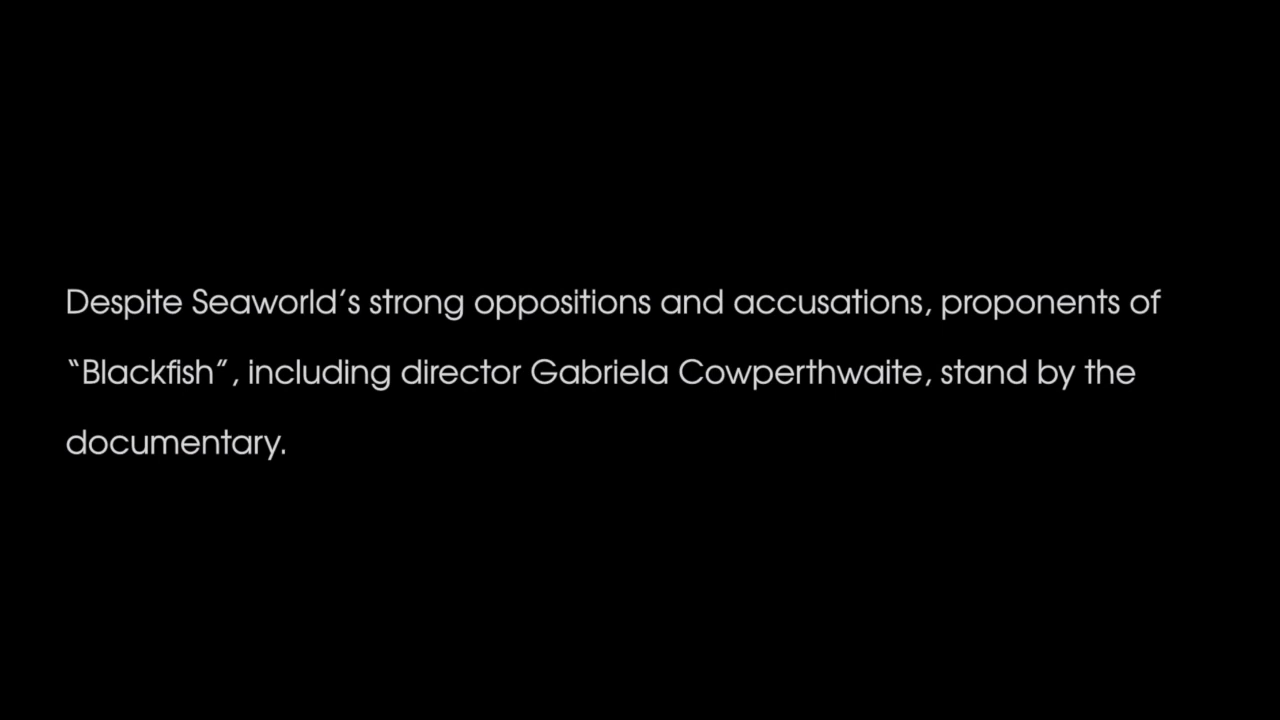 Despite Seaworld’s strong oppositions and accusations, proponents of
“Blackfish”, including director Gabriela Cowperthwaite, stand by the
documentary.